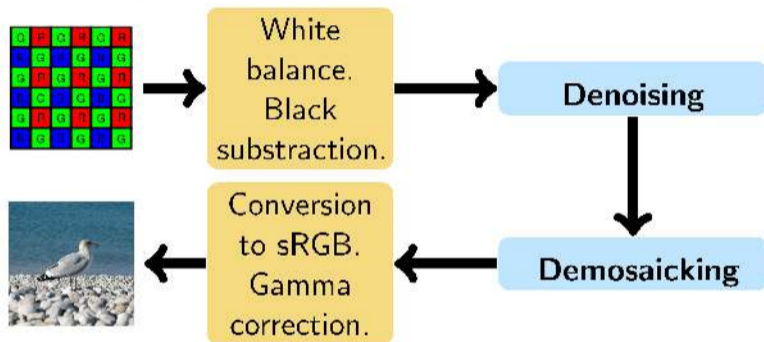 G R G R G R
B G B G B G
G R G R G R
B G B G B G
G R G R G R
B G B G B G
White
balance.
Black
substraction.
Denoising
Demosaicking
Conversion
to sRGB.
Gamma
correction.